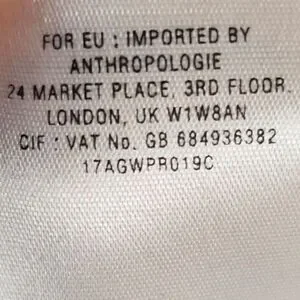 FOR EU : IMPORTED BY
ANTHROPOLOGIE
24 MARKET PLACE, 3RD FLOOR.
LONDON, UK W1W8AN
CIF : VAT No. GB 684936382
17AGWPR019C